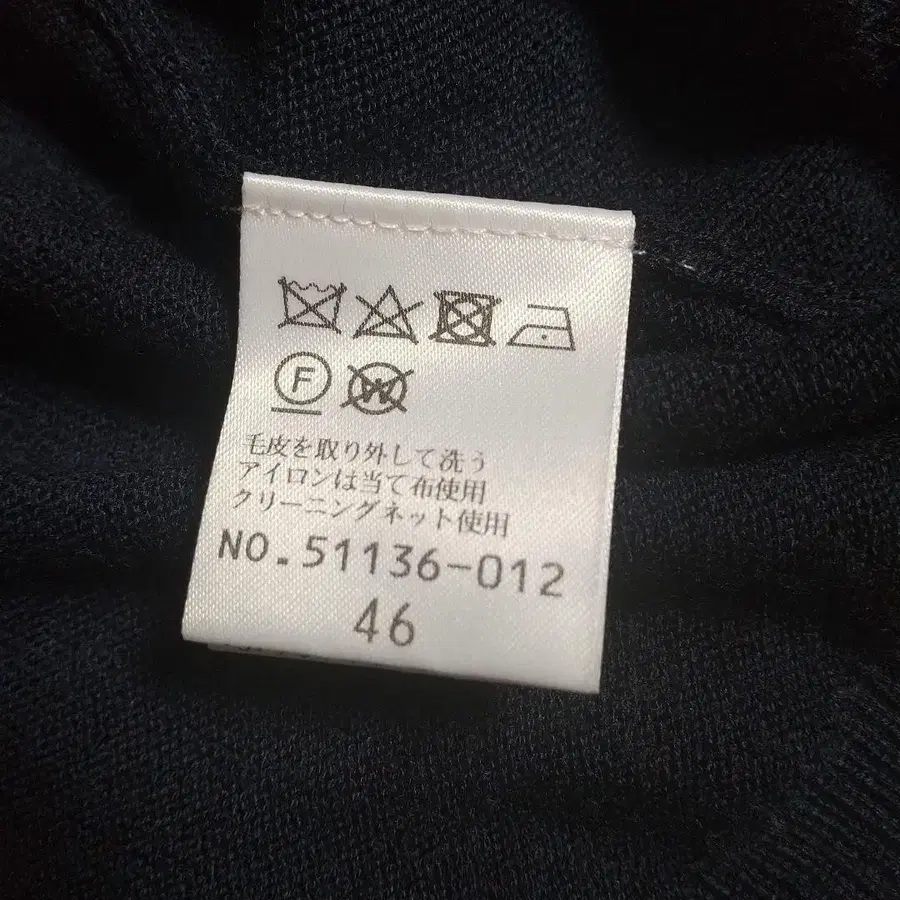 F W
毛皮を取り外して洗う
アイロンは当て布使用
クリーニングネット使用
NO.51136-012
46